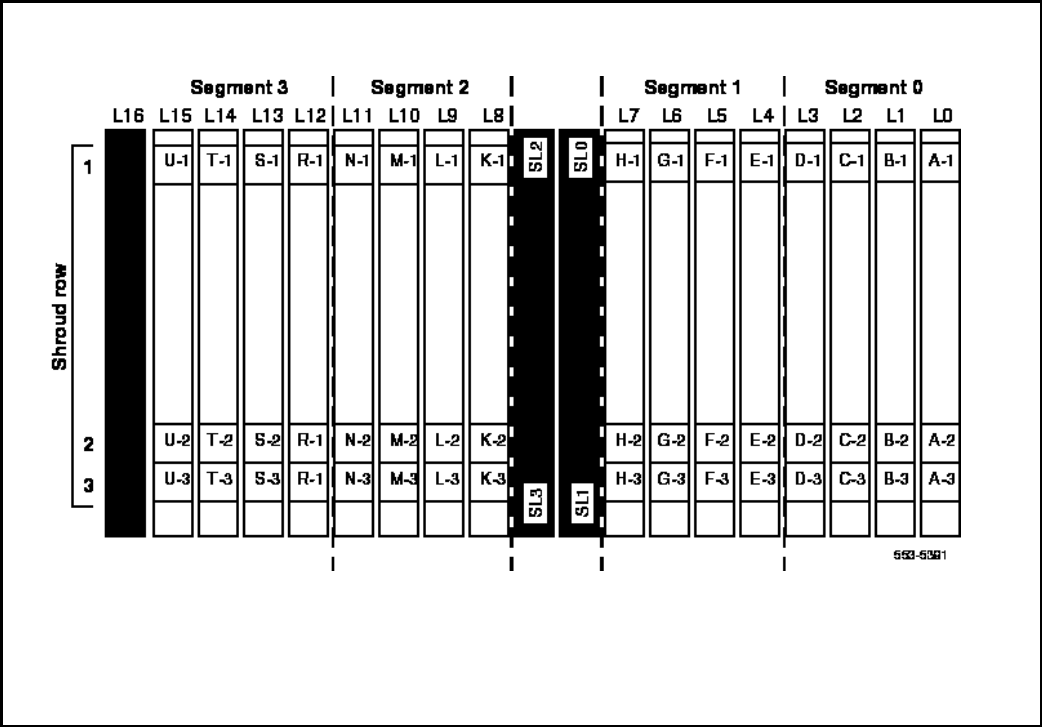 Segment 3 Segment 2 Segment 1 Segment 0
L16 L15 L14 L13 L12 L11 L10 L9 L8 L7 L6 L5 L4 L3 L2 L1 L0
1 U-1 T-1 S-1 R-1 N-1 M-1 L-1 K-1 SL2 SL0 H-1 G-1 F-1 E-1 D-1 C-1 B-1 A-1
Shroud row
2 U-2 T-2 S-2 R-1 N-2 M-2 L-2 K-2 H-2 G-2 F-2 E-2 D-2 C-2 B-2 A-2
3 U-3 T-3 S-3 R-1 N-3 M-3 L-3 K-3 SL3 SL1 H-3 G-3 F-3 E-3 D-3 C-3 B-3 A-3
553-5391